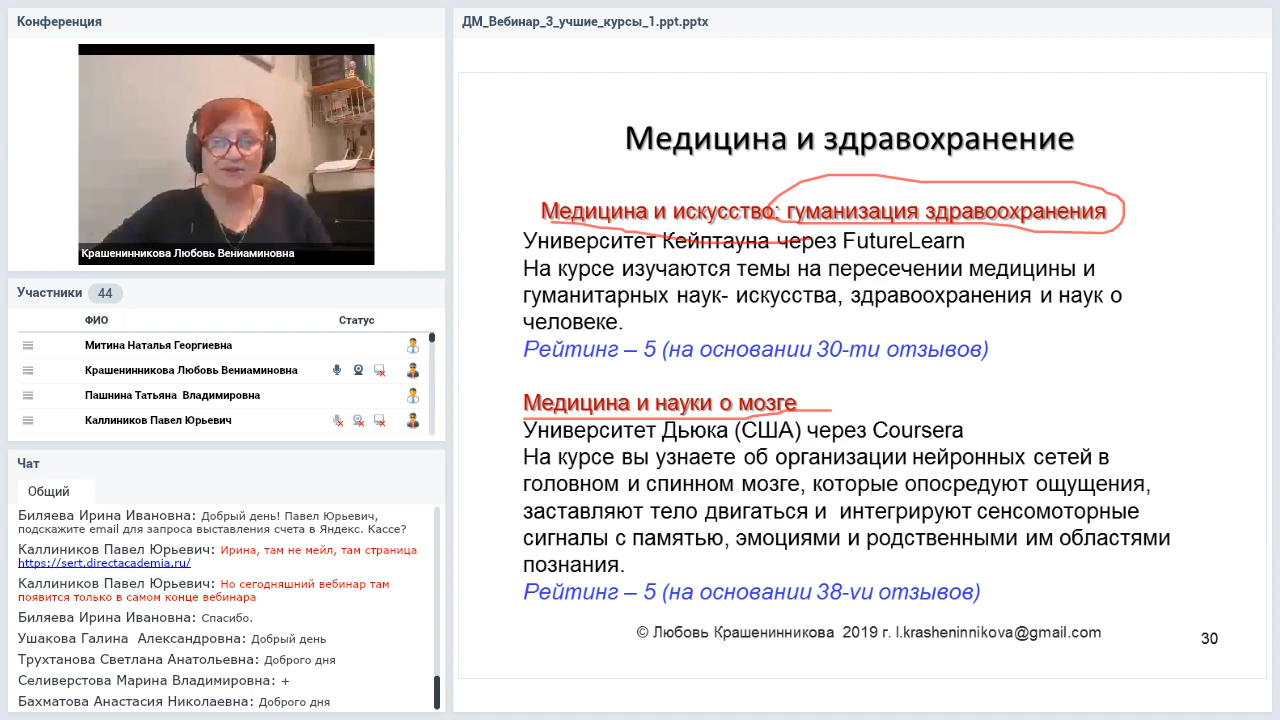 Конференция
Крашенинникова Любовь Вениаминовна
Участники 44
ФИО Статус
Митина Наталья Георгиевна
Крашенинникова Любовь Вениаминовна
Пашнина Татьяна Владимировна
Каллиников Павел Юрьевич
Чат
Общий
Биляева Ирина Ивановна: Добрый день! Павел Юрьевич,
подскажите email для запроса выставления счета в Яндекс. Кассе?
Каллиников Павел Юрьевич: Ирина, там не мейл, там страница
https://sert.directacademia.ru/
Каллиников Павел Юрьевич: Но сегодняшний вебинар там
появится только в самом конце вебинара
Биляева Ирина Ивановна: Спасибо.
Ушакова Галина Александровна: Добрый день
Трухтанова Светлана Анатольевна: Доброго дня
Селиверстова Марина Владимировна: +
Бахматова Анастасия Николаевна: Доброго дня
ДМ_Вебинар_3_учшие_курсы_1.ppt.pptx
Медицина и здравохранение
Медицина и искусство: гуманизация здравоохранения
Университет Кейптауна через FutureLearn
На курсе изучаются темы на пересечении медицины и
гуманитарных наук- искусства, здравоохранения и наук о
человеке.
Рейтинг – 5 (на основании 30-ти отзывов)
Медицина и науки о мозге
Университет Дьюка (США) через Coursera
На курсе вы узнаете об организации нейронных сетей в
головном и спинном мозге, которые опосредуют ощущения,
заставляют тело двигаться и интегрируют сенсомоторные
сигналы с памятью, эмоциями и родственными им областями
познания.
Рейтинг – 5 (на основании 38-ми отзывов)
© Любовь Крашенинникова 2019 г. l.krasheninnikova@gmail.com
30